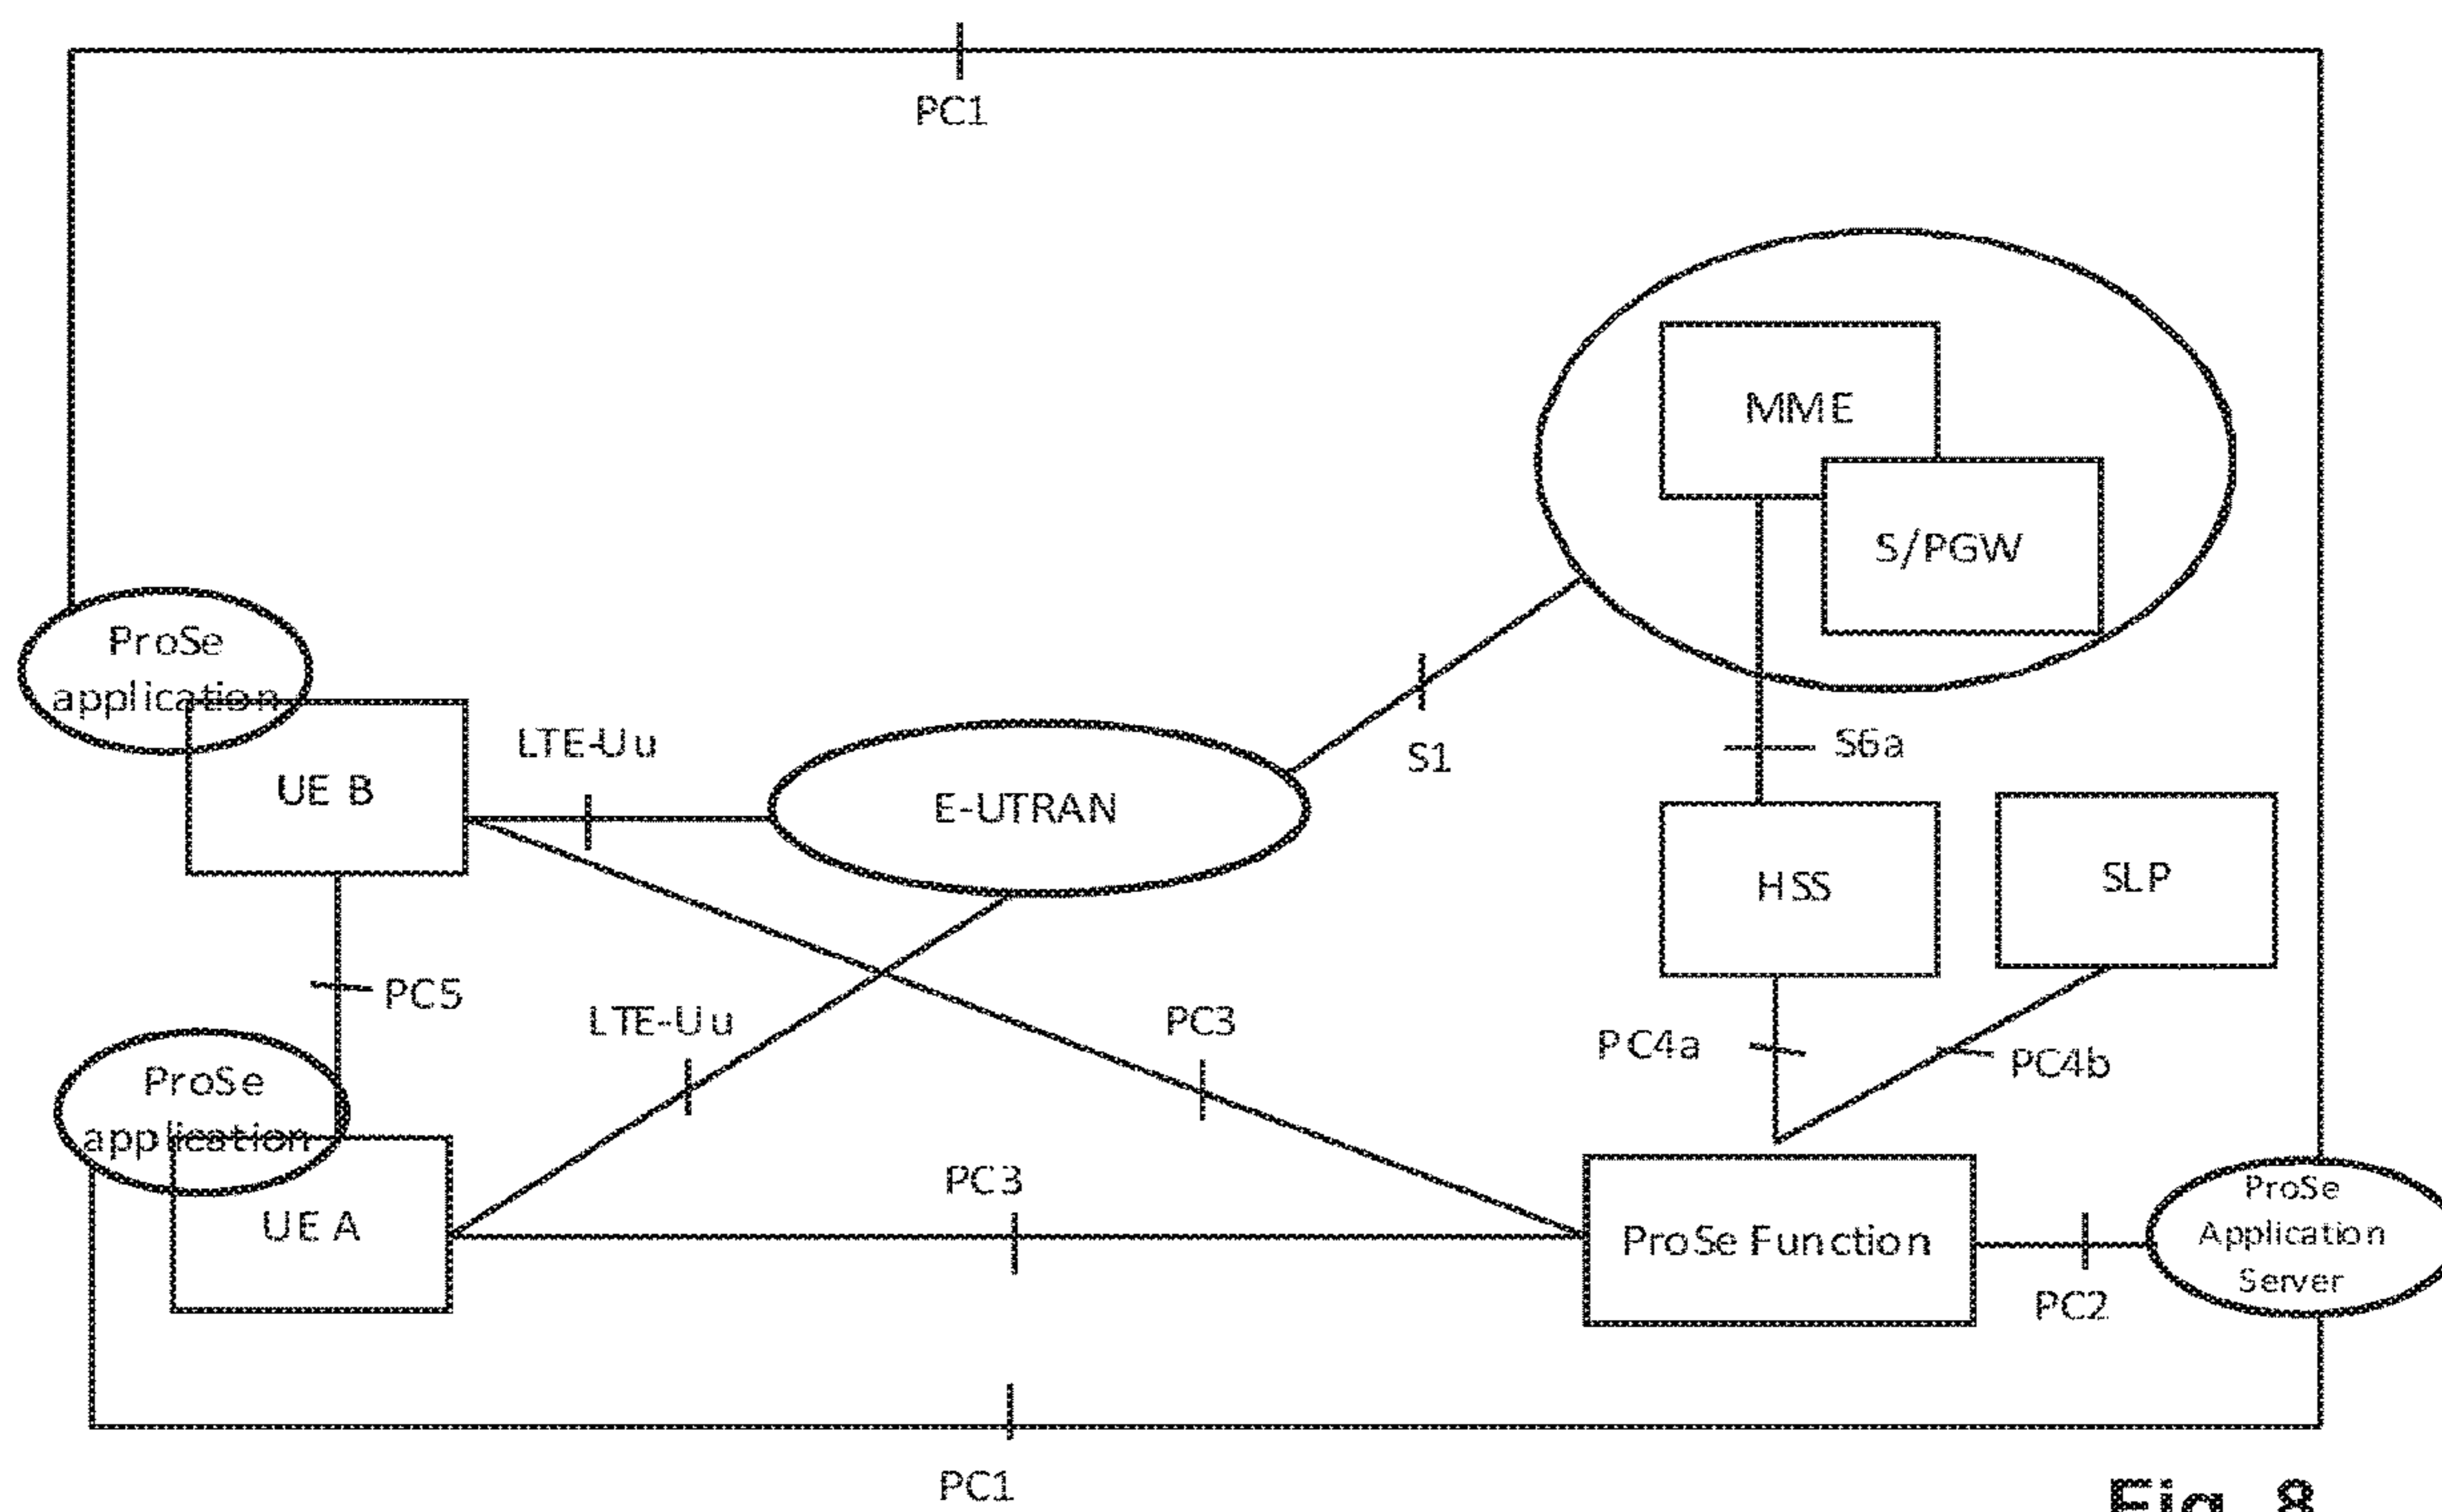 PC1
MME
S/PGW
ProSe
application
UE B
LTE-Uu
E-UTRAN
S1
S6a
HSS
SLP
PC5
LTE-Uu
PC3
PC4a
PC4b
ProSe
application
UE A
PC3
ProSe Function
PC2
ProSe
Application
Server
PC1
Fig. 8